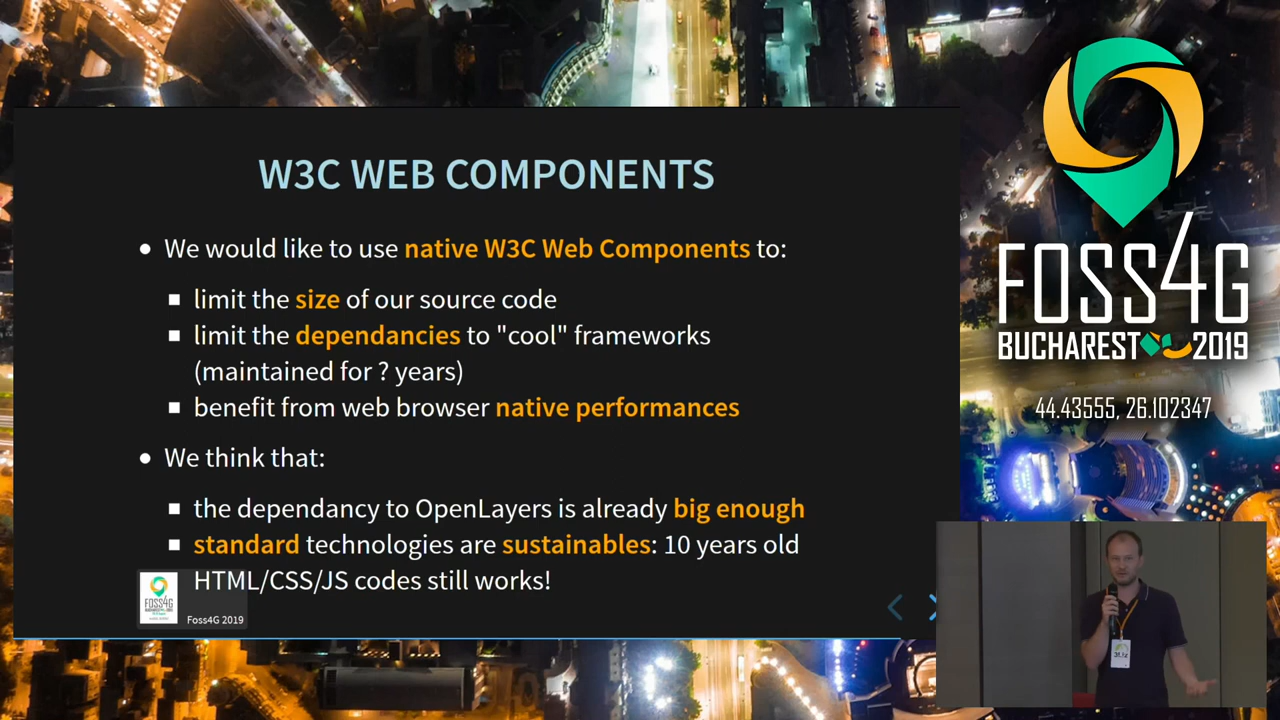 W3C WEB COMPONENTS
We would like to use native W3C Web Components to:
limit the size of our source code
limit the dependancies to "cool" frameworks
(maintained for ? years)
benefit from web browser native performances
We think that:
the dependancy to OpenLayers is already big enough
standard technologies are sustainables: 10 years old
HTML/CSS/JS codes still works!
Foss4G 2019
FOSS4G
BUCHAREST 2019
44.43555, 26.102347